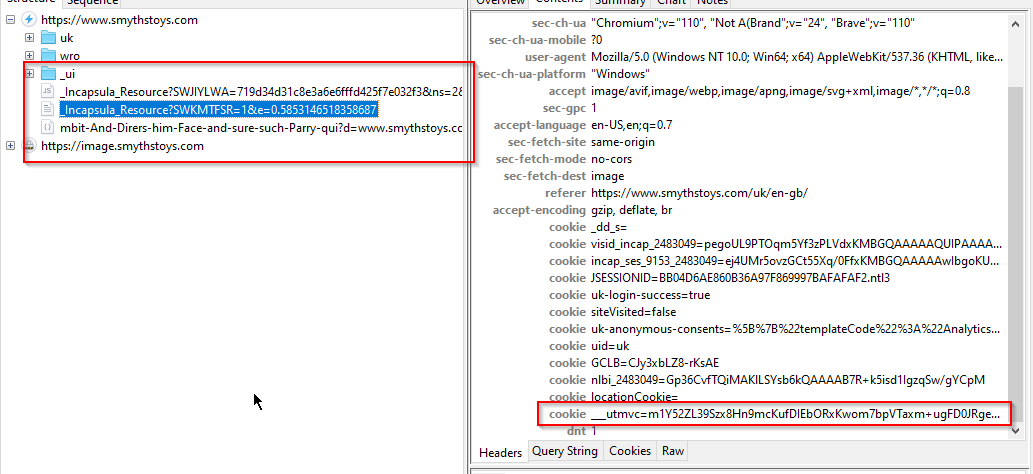 Structure Sequence
https://www.smythstoys.com
uk
wro
_ui
_Incapsula_Resource?SWJIYLWA=719d34d31c8e3a6e6fffd425f7e032f3&ns=2&
_Incapsula_Resource?SWKMTFSR=1&e=0.5853146518358687
mbit-And-Dirers-him-Face-and-sure-such-Parry-qui?d=www.smythstoys.co
https://image.smythstoys.com
Overview Contents Summary Chart Notes
sec-ch-ua "Chromium";v="110", "Not A(Brand";v="24", "Brave";v="110"
sec-ch-ua-mobile ?0
user-agent Mozilla/5.0 (Windows NT 10.0; Win64; x64) AppleWebKit/537.36 (KHTML, like...
sec-ch-ua-platform "Windows"
accept image/avif,image/webp,image/apng,image/svg+xml,image/*,*/*;q=0.8
sec-gpc 1
accept-language en-US,en;q=0.7
sec-fetch-site same-origin
sec-fetch-mode no-cors
sec-fetch-dest image
referer https://www.smythstoys.com/uk/en-gb/
accept-encoding gzip, deflate, br
cookie _dd_s=
cookie visid_incap_2483049=pegoUL9PTOqm5Yf3zPLVdxKMBGQAAAAAQUIPAAAA...
cookie incap_ses_9153_2483049=ej4UMr5ovzGCt55Xq/0FfxKMBGQAAAAAwIbgoKU...
cookie JSESSIONID=BB04D6AE860B36A97F869997BAFAFAF2.ntl3
cookie uk-login-success=true
cookie siteVisited=false
cookie uk-anonymous-consents=%5B%7B%22templateCode%22%3A%22Analytics...
cookie uid=uk
cookie GCLB=CJy3xbLZ8-rKsAE
cookie nlbi_2483049=Gp36CvfTQiMAKILSYsb6kQAAAAB7R+k5isd1IgzqSw/gYCpM
cookie locationCookie=
cookie ___utmvc=m1Y52ZL39Szx8Hn9mcKufDIEbORxKwom7bpVTaxm+ugFD0JRge...
dnt 1
Headers Query String Cookies Raw